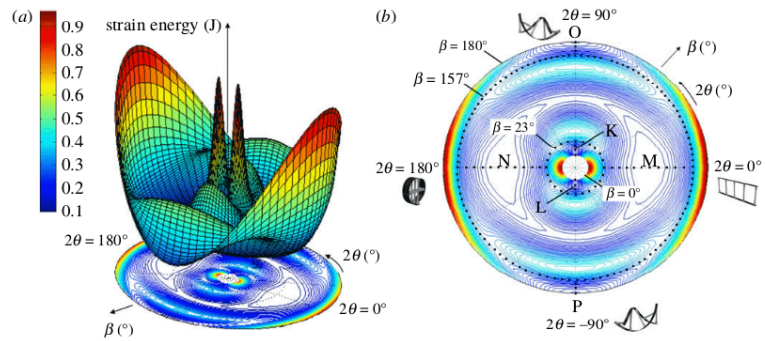 (a)
0.9
0.8
0.7
0.6
0.5
0.4
0.3
0.2
0.1
strain energy (J)
2θ = 180°
2θ (°)
2θ = 0°
β (°)
(b)
2θ = 90°
O
β = 180°
β (°)
β = 157°
2θ (°)
β = 23°
K
2θ = 180°
N
M
2θ = 0°
L
β = 0°
P
2θ = −90°